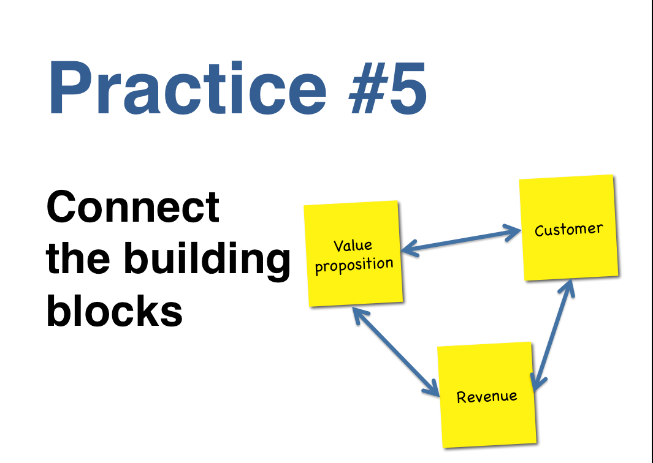 Practice #5
Connect
the building
blocks
Value
proposition
Customer
Revenue